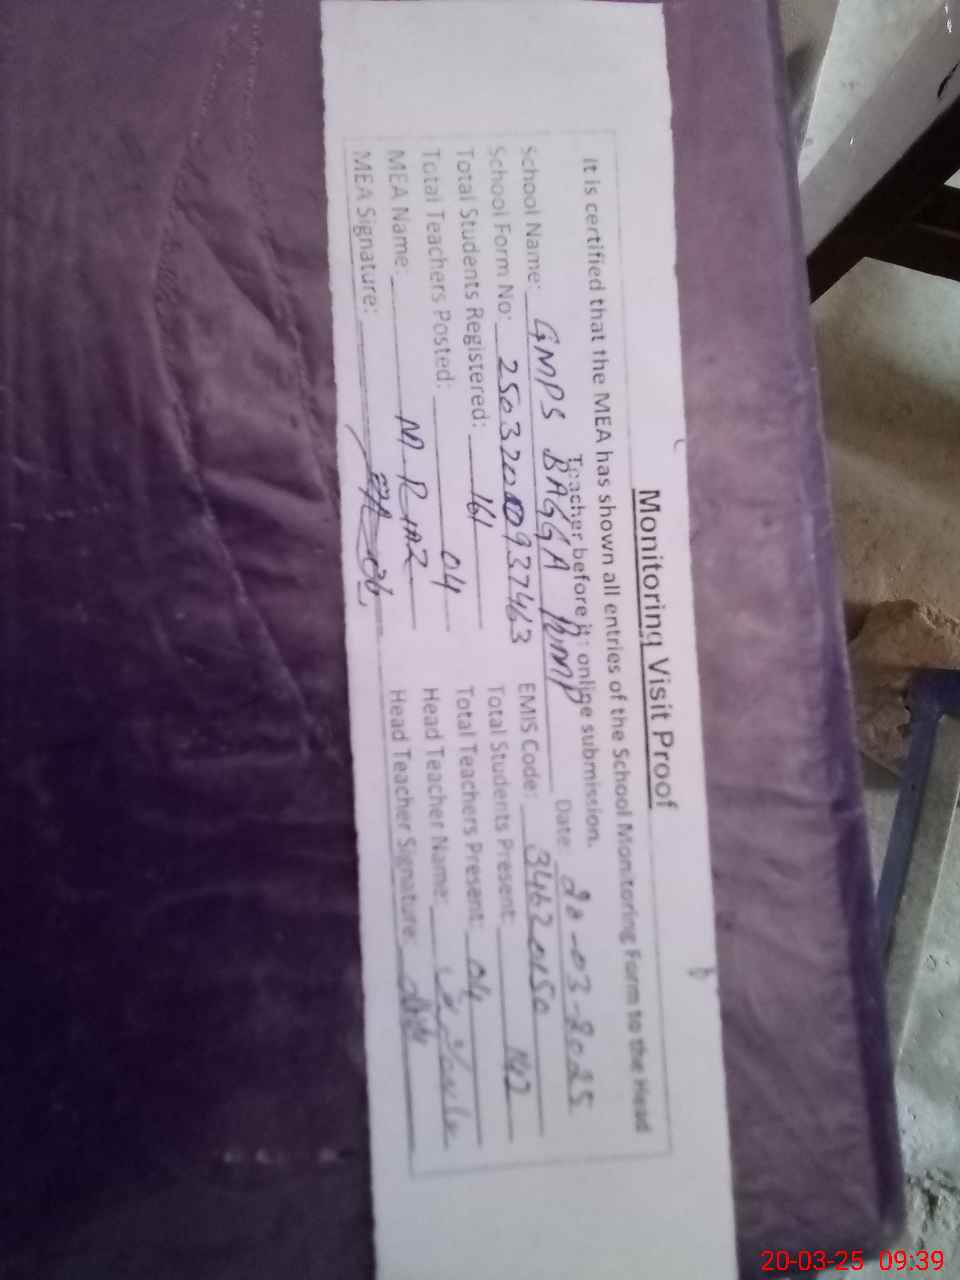 Monitoring Visit Proof
It is certified that the MEA has shown all entries of the School Monitoring Form to the Head
Teacher before its online submission.
Date: 20-03-2025
School Name: GMPS BAGGA
School Form No: EMIS Code: 34620150
Total Students Registered: 161 Total Students Present: 142
Total Teachers Posted: 04 Total Teachers Present: 04
MEA Name: M-RIAZ Head Teacher Name:
MEA Signature: Head Teacher Signature:
20-03-25 09:39